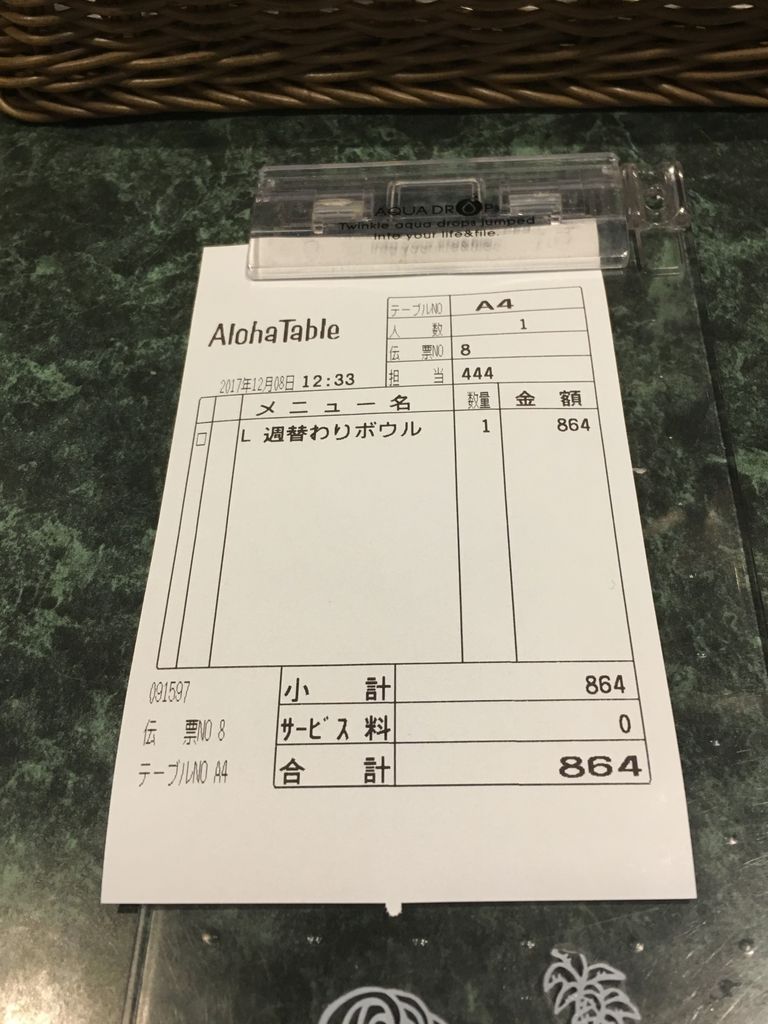 AQUA DROPs
Twinkle aqua drops jumped
into your life&file.
AlohaTable
テーブルNO A4
人 数 1
伝 票NO 8
担 当 444
2017年12月08日 12:33
メニュー名 数量 金 額
□ L 週替わりボウル 1 864
091597
伝 票NO 8
テーブルNO A4
小 計 864
サービス 料 0
合 計 864